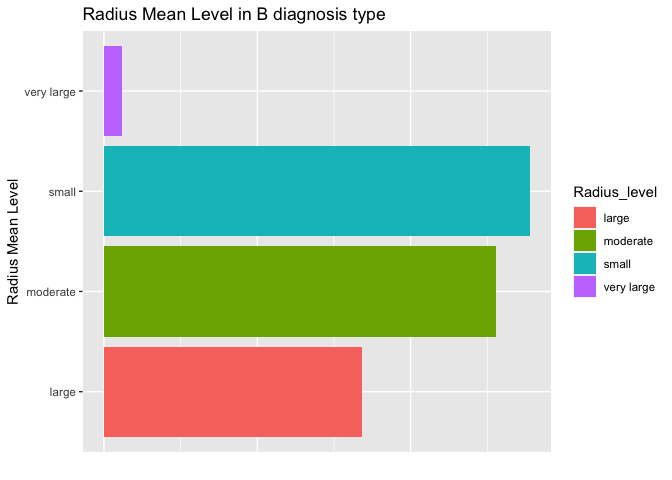 Radius Mean Level in B diagnosis type
Radius Mean Level
very large
small
moderate
large
Radius_level
large
moderate
small
very large